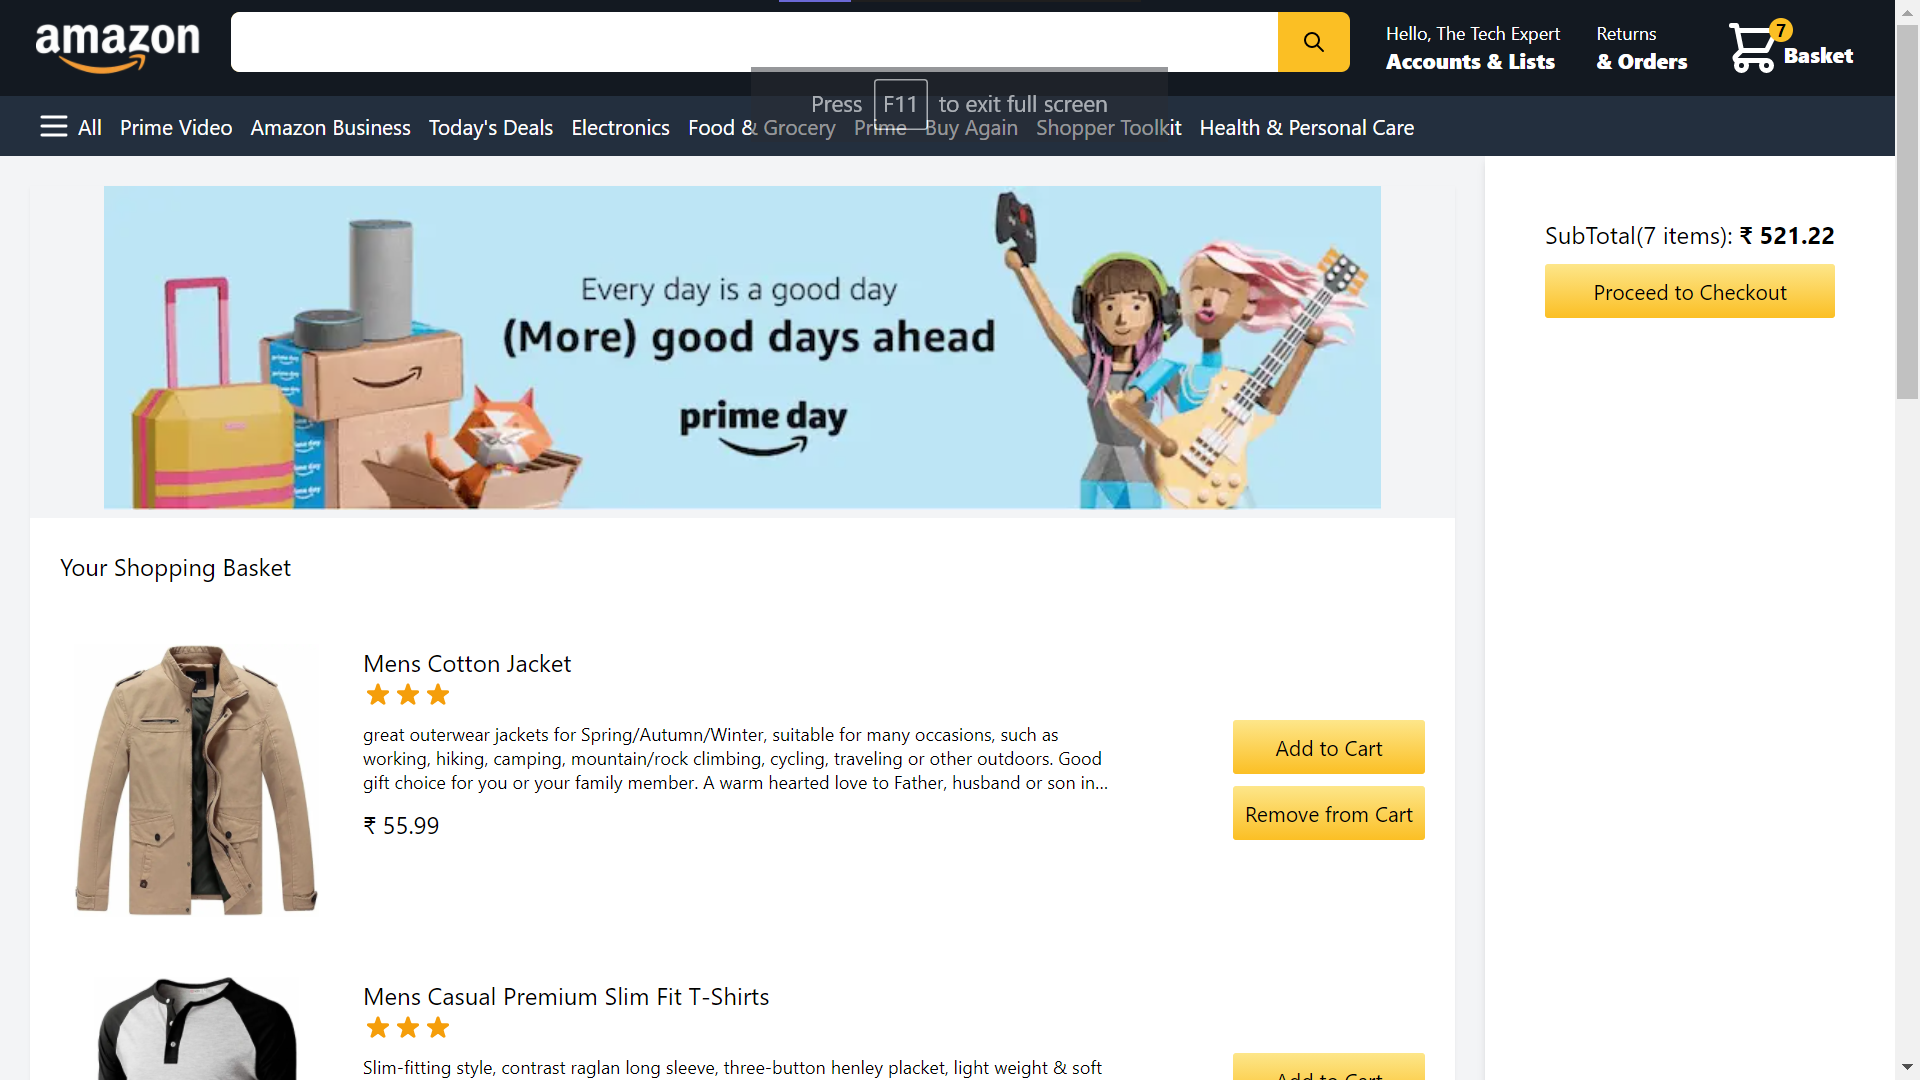 amazon
Hello, The Tech Expert
Accounts & Lists
Returns
& Orders
7
Basket
Press F11 to exit full screen
All
Prime Video
Amazon Business
Today's Deals
Electronics
Food & Grocery
Prime
Buy Again
Shopper Toolkit
Health & Personal Care
Every day is a good day
(More) good days ahead
prime day
SubTotal(7 items): ₹ 521.22
Proceed to Checkout
Your Shopping Basket
Mens Cotton Jacket
great outerwear jackets for Spring/Autumn/Winter, suitable for many occasions, such as
working, hiking, camping, mountain/rock climbing, cycling, traveling or other outdoors. Good
gift choice for you or your family member. A warm hearted love to Father, husband or son in...
₹ 55.99
Add to Cart
Remove from Cart
Mens Casual Premium Slim Fit T-Shirts
Slim-fitting style, contrast raglan long sleeve, three-button henley placket, light weight & soft
Add to Cart